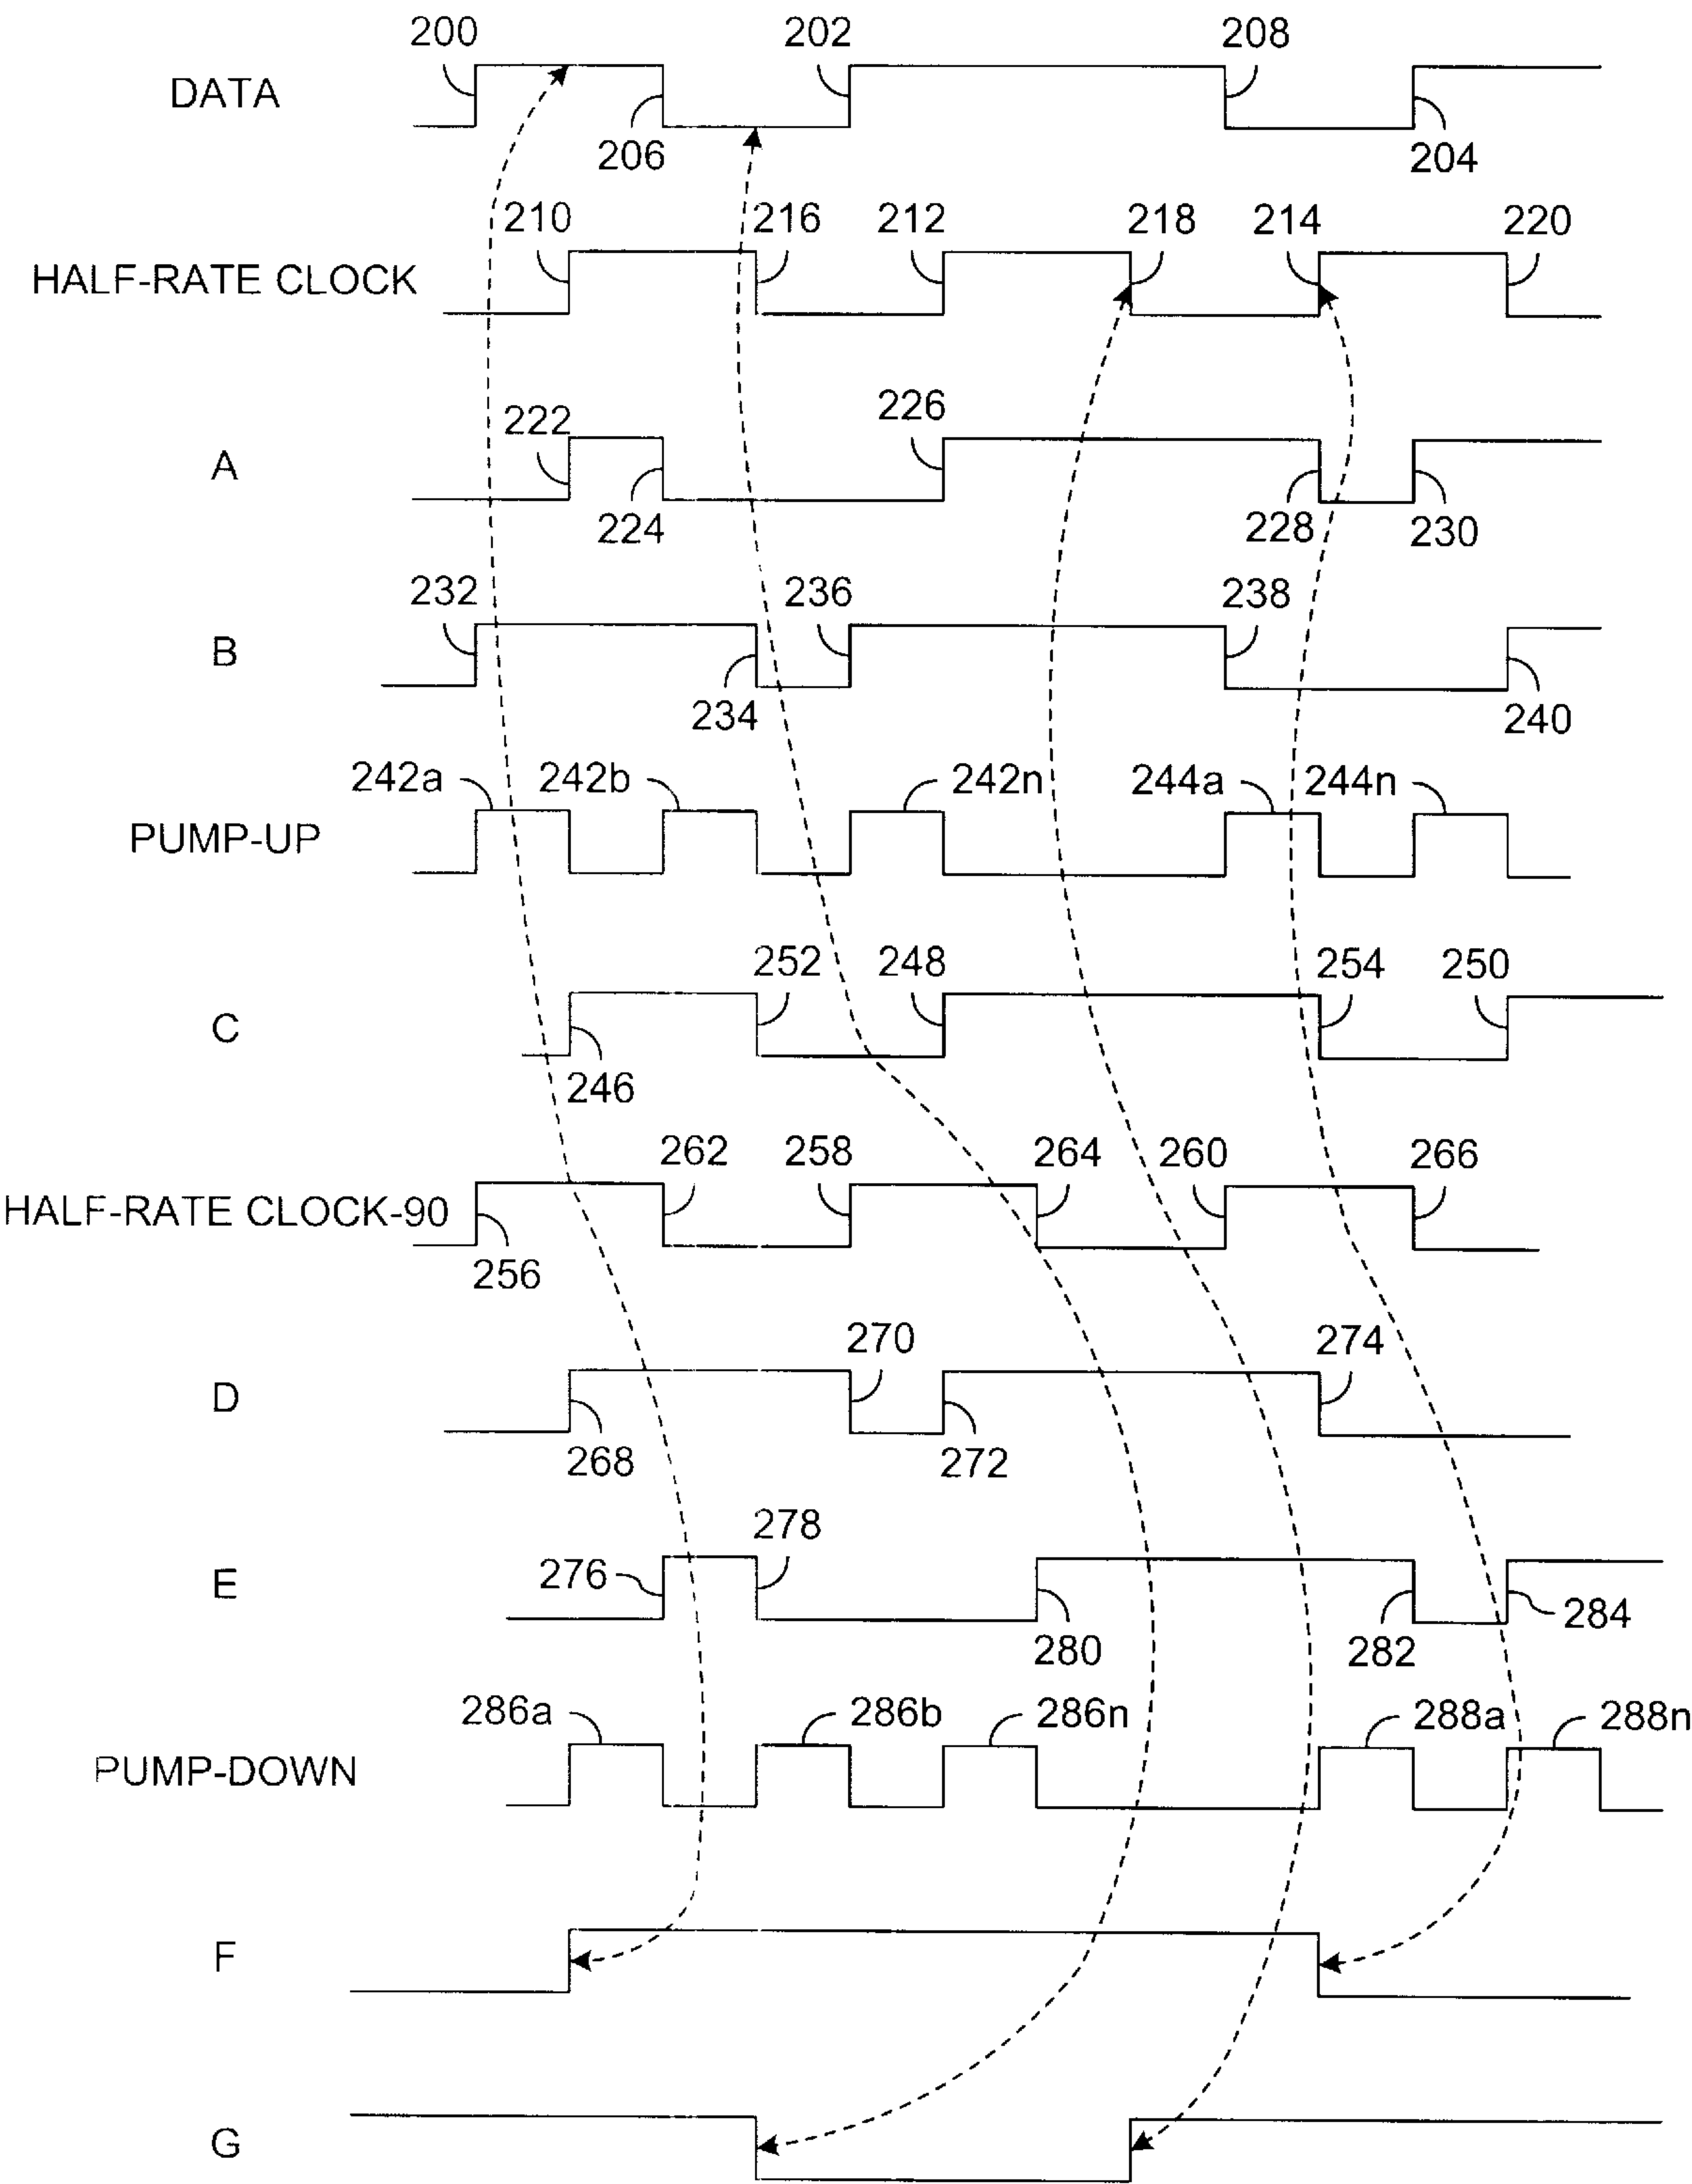 200 202 208
DATA
206 204
210 216 212 218 214 220
HALF-RATE CLOCK
222 226
A
224 228 230
232 236 238
B
234 240
242a 242b 242n 244a 244n
PUMP-UP
252 248 254 250
C
246
262 258 264 260 266
HALF-RATE CLOCK-90
256
270 274
D
268 272
278
276
E
284
280 282
286a 286b 286n 288a 288n
PUMP-DOWN
F
G